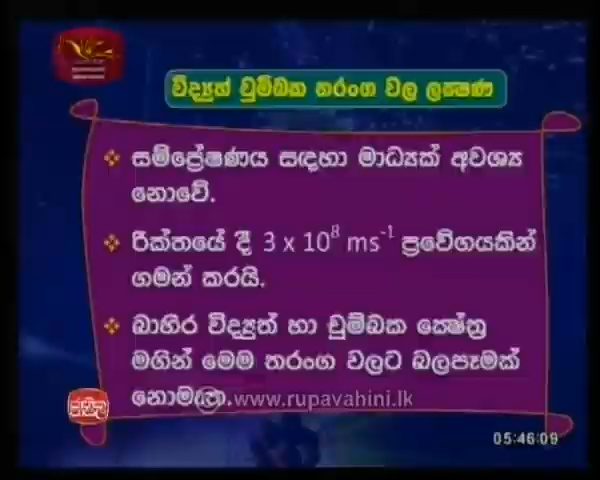 විද්‍යුත් චුම්බක තරංග වල ලක්ෂණ
❖ සම්ප්‍රේෂණය සඳහා මාධ්‍යක් අවශ්‍ය
නොවේ.
❖ රික්තයේ දී 3 x 10⁸ ms⁻¹ ප්‍රවේගයකින්
ගමන් කරයි.
❖ බාහිර විද්‍යුත් හා චුම්බක ක්ෂේත්‍ර
මගින් මෙම තරංග වලට බලපෑමක්
www.rupavahini.lk
05:46:09